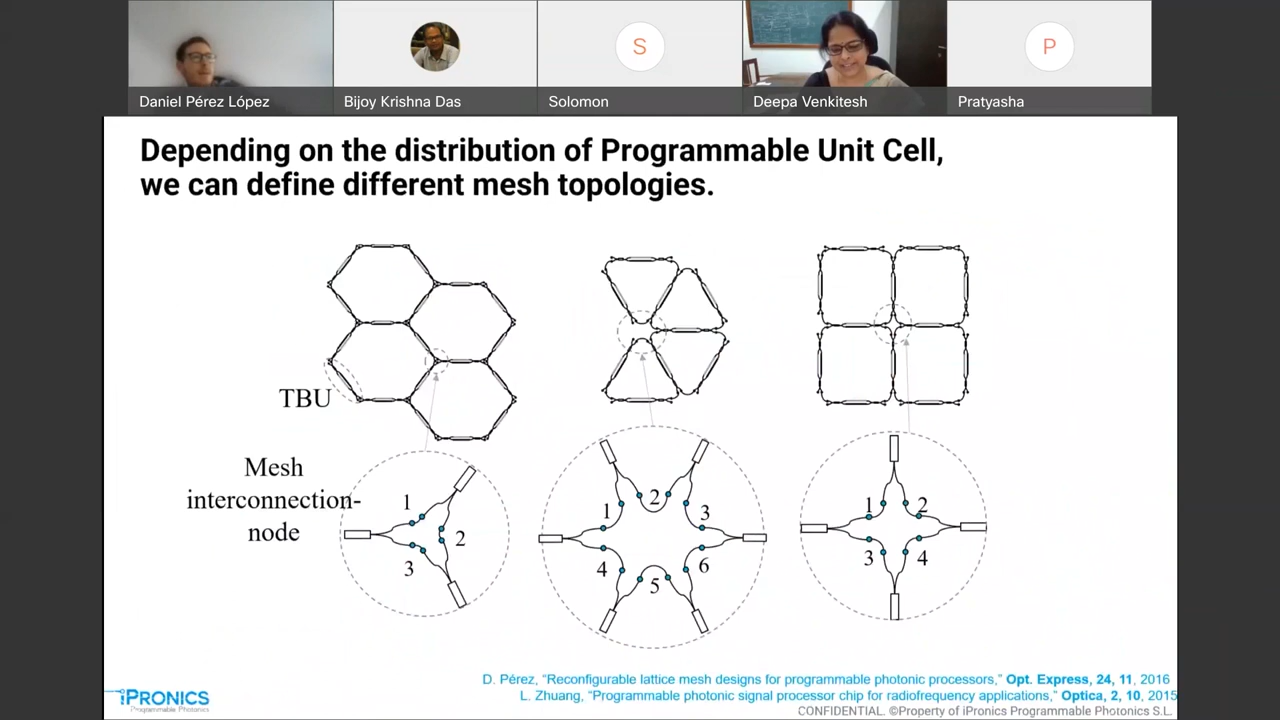 S
P
Daniel Pérez López
Bijoy Krishna Das
Solomon
Deepa Venkitesh
Pratyasha
Depending on the distribution of Programmable Unit Cell,
we can define different mesh topologies.
TBU
Mesh
interconnection-
node
1
2
3
1
2
3
4
5
6
1
2
3
4
D. Pérez, “Reconfigurable lattice mesh designs for programmable photonic processors,” Opt. Express, 24, 11, 2016
L. Zhuang, “Programmable photonic signal processor chip for radiofrequency applications,” Optica, 2, 10, 2015
CONFIDENTIAL. ©Property of iPronics Programmable Photonics S.L.
iPRONICS
Programmable Photonics